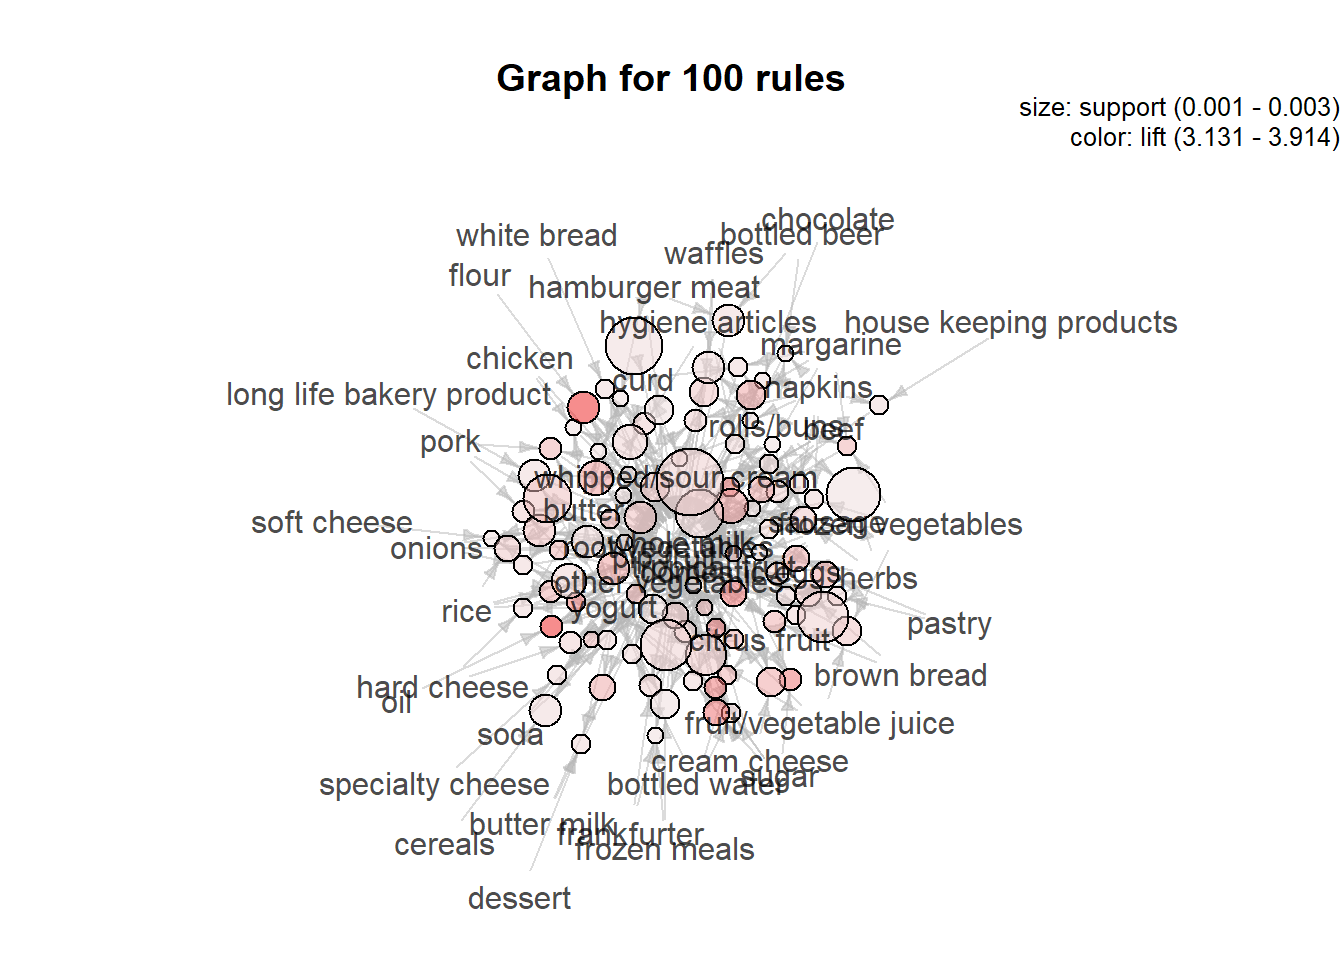 Graph for 100 rules
size: support (0.001 - 0.003)
color: lift (3.131 - 3.914)
chocolate
white bread
bottled beer
waffles
flour
hamburger meat
hygiene articles
house keeping products
margarine
chicken
curd
napkins
long life bakery product
rolls/buns
beef
pork
whipped/sour cream
butter
soft cheese
sausage
frozen vegetables
onions
root vegetables
whole milk
pip fruit
tropical fruit
domestic eggs
other vegetables
herbs
rice
yogurt
pastry
citrus fruit
brown bread
hard cheese
oil
fruit/vegetable juice
soda
cream cheese
sugar
specialty cheese
bottled water
butter milk
frankfurter
cereals
frozen meals
dessert